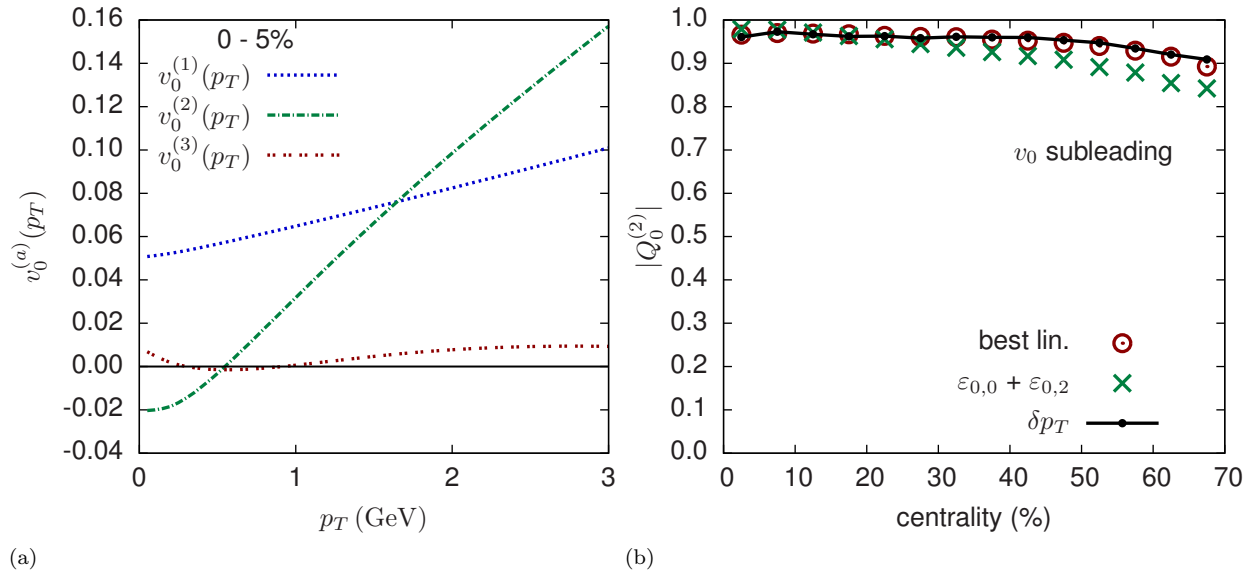 0 - 5%
v_0^{(1)}(p_T)
v_0^{(2)}(p_T)
v_0^{(3)}(p_T)
0.16
0.14
0.12
0.10
0.08
0.06
0.04
0.02
0.00
-0.02
-0.04
v_0^{(a)}(p_T)
0 1 2 3
p_T (GeV)
(a)
1.0
0.9
0.8
0.7
0.6
0.5
0.4
0.3
0.2
0.1
0.0
|Q_0^{(2)}|
v_0 subleading
best lin.
ε_{0,0} + ε_{0,2}
δp_T
0 10 20 30 40 50 60 70
centrality (%)
(b)